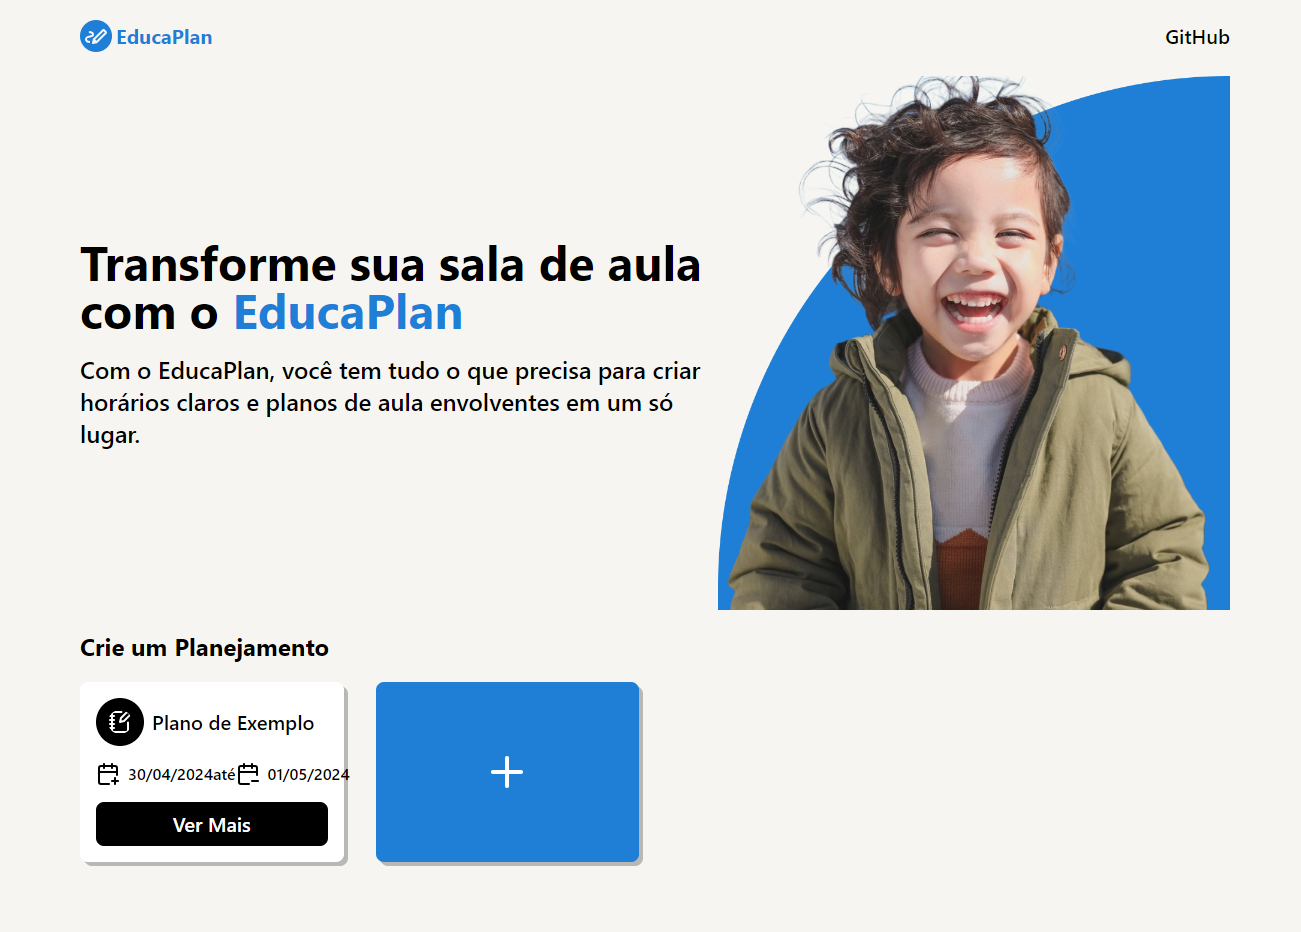 EducaPlan
GitHub
Transforme sua sala de aula
com o EducaPlan
Com o EducaPlan, você tem tudo o que precisa para criar
horários claros e planos de aula envolventes em um só
lugar.
Crie um Planejamento
Plano de Exemplo
30/04/2024até 01/05/2024
Ver Mais